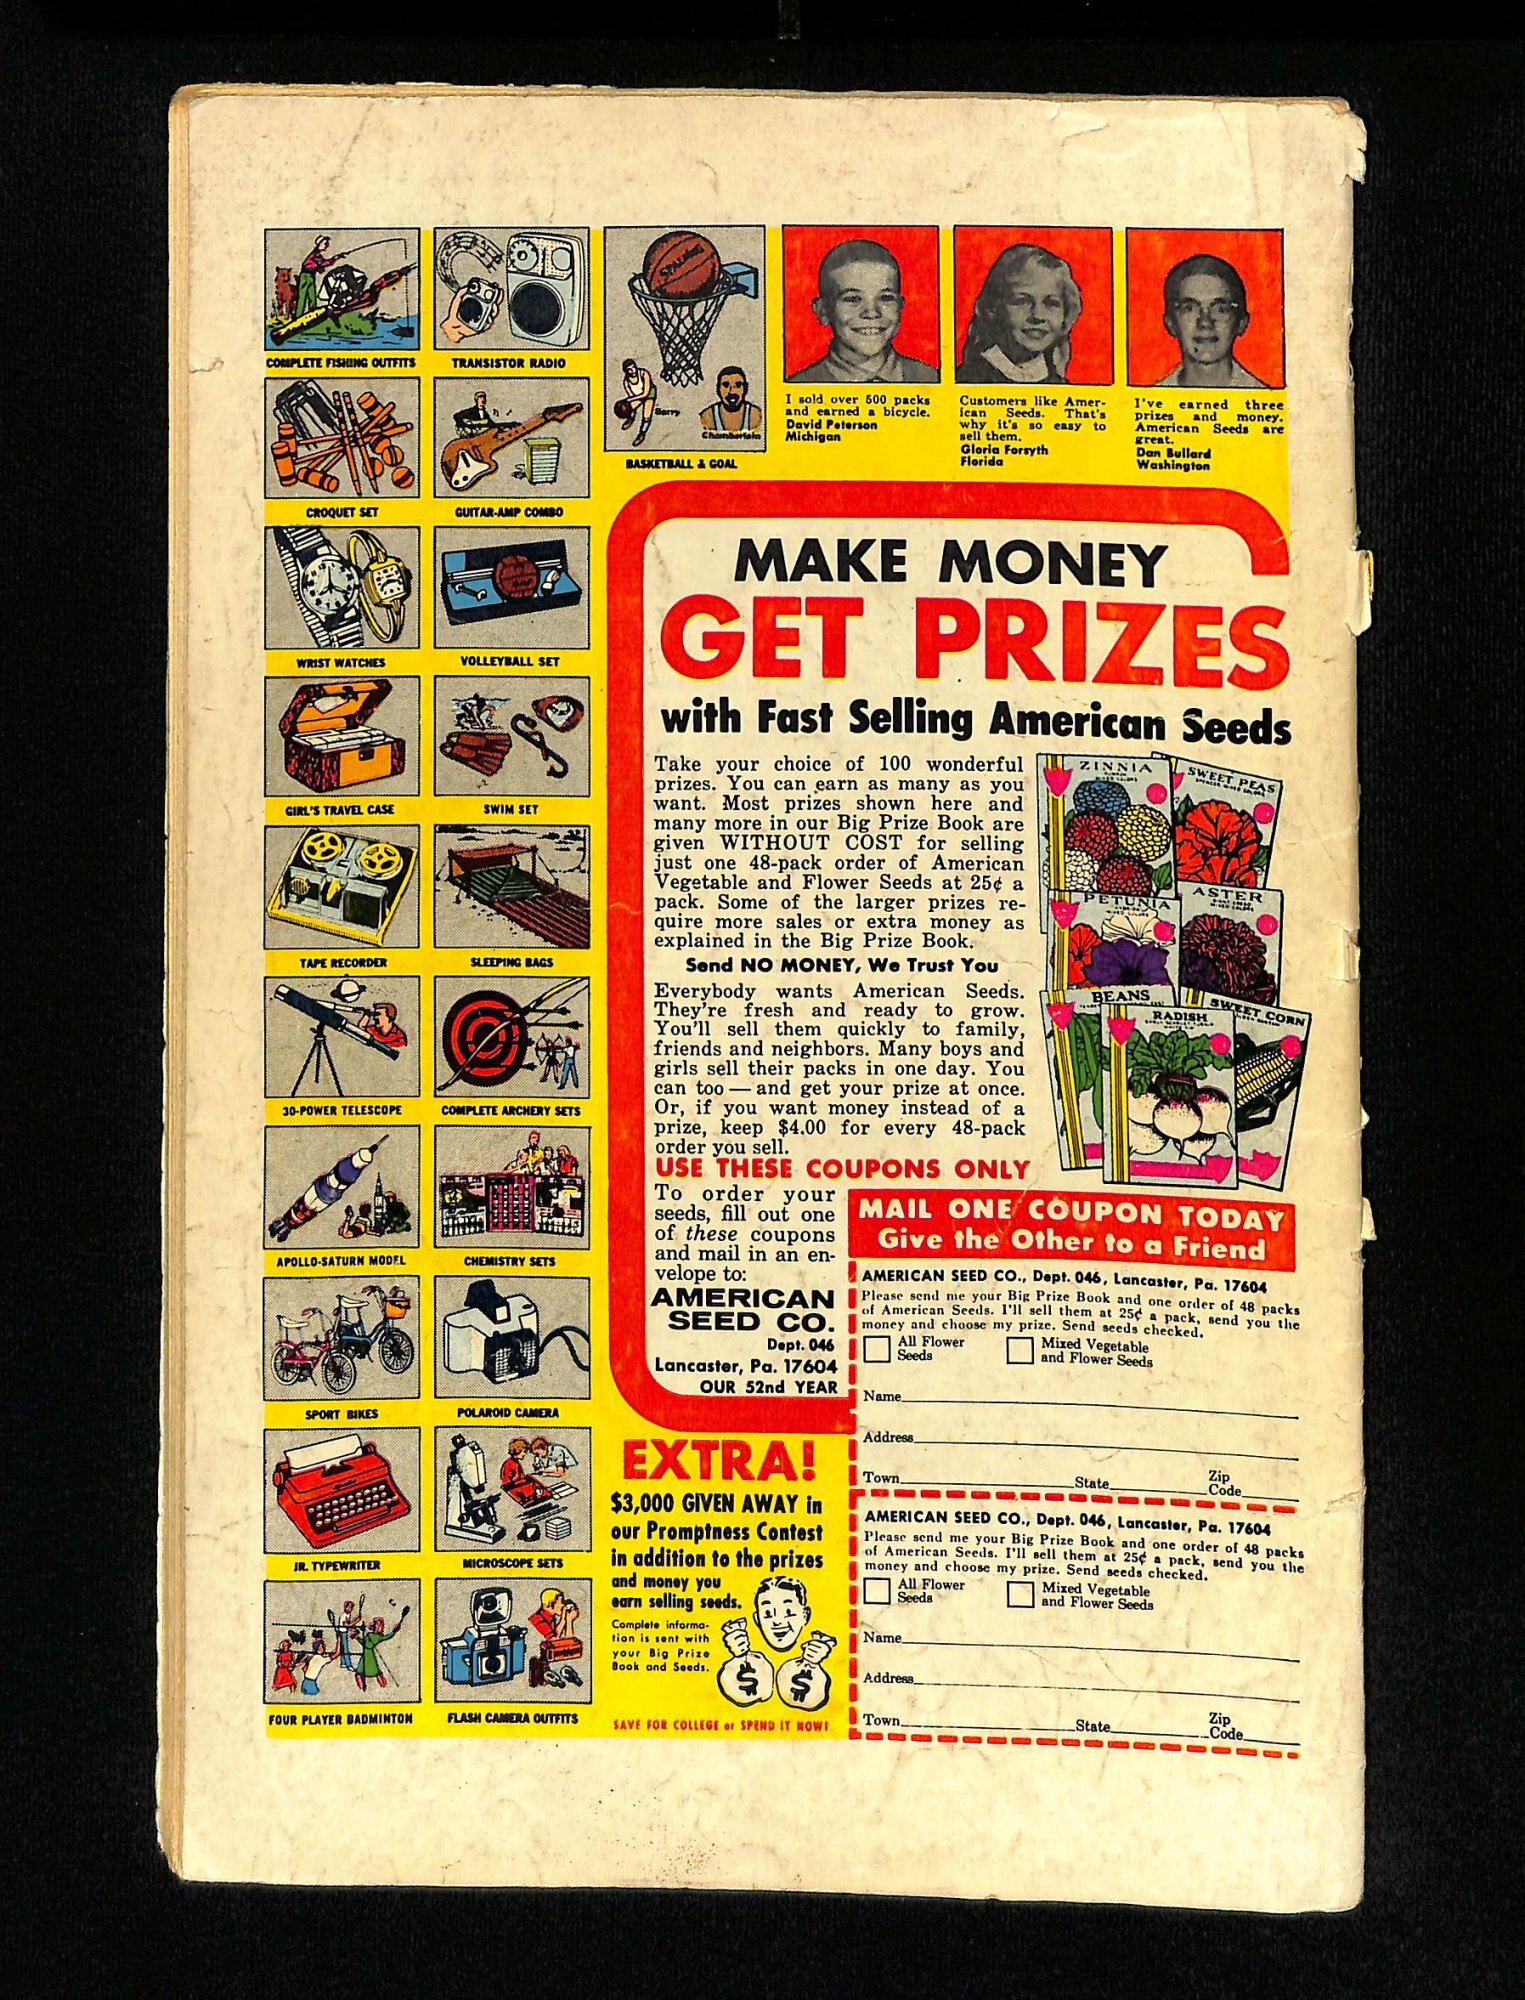 COMPLETE FISHING OUTFITS
TRANSISTOR RADIO
SPALDING
Barry
Chamberlain
BASKETBALL & GOAL
CROQUET SET
GUITAR-AMP COMBO
WRIST WATCHES
VOLLEYBALL SET
GIRL'S TRAVEL CASE
SWIM SET
TAPE RECORDER
SLEEPING BAGS
30-POWER TELESCOPE
COMPLETE ARCHERY SETS
APOLLO-SATURN MODEL
CHEMISTRY SETS
SPORT BIKES
POLAROID CAMERA
JR. TYPEWRITER
MICROSCOPE SETS
FOUR PLAYER BADMINTON
FLASH CAMERA OUTFITS
I sold over 500 packs
and earned a bicycle.
David Peterson
Michigan
Customers like Amer-
ican Seeds. That's
why it's so easy to
sell them.
Gloria Forsyth
Florida
I've earned three
prizes and money.
American Seeds are
great.
Dan Bullard
Washington
MAKE MONEY
GET PRIZES
with Fast Selling American Seeds
Take your choice of 100 wonderful
prizes. You can earn as many as you
want. Most prizes shown here and
many more in our Big Prize Book are
given WITHOUT COST for selling
just one 48-pack order of American
Vegetable and Flower Seeds at 25¢ a
pack. Some of the larger prizes re-
quire more sales or extra money as
explained in the Big Prize Book.
Send NO MONEY, We Trust You
Everybody wants American Seeds.
They're fresh and ready to grow.
You'll sell them quickly to family,
friends and neighbors. Many boys and
girls sell their packs in one day. You
can too — and get your prize at once.
Or, if you want money instead of a
prize, keep $4.00 for every 48-pack
order you sell.
USE THESE COUPONS ONLY
To order your
seeds, fill out one
of these coupons
and mail in an en-
velope to:
AMERICAN
SEED CO.
Dept. 046
Lancaster, Pa. 17604
OUR 52nd YEAR
ZINNIA
MIXED COLORS
SWEET PEAS
PETUNIA
MIXED COLORS
ASTER
MIXED COLORS
BEANS
RADISH
SWEET CORN
MAIL ONE COUPON TODAY
Give the Other to a Friend
AMERICAN SEED CO., Dept. 046, Lancaster, Pa. 17604
Please send me your Big Prize Book and one order of 48 packs
of American Seeds. I'll sell them at 25¢ a pack, send you the
money and choose my prize. Send seeds checked.
All Flower
Seeds
Mixed Vegetable
and Flower Seeds
Name
Address
Town State Zip
Code
AMERICAN SEED CO., Dept. 046, Lancaster, Pa. 17604
Please send me your Big Prize Book and one order of 48 packs
of American Seeds. I'll sell them at 25¢ a pack, send you the
money and choose my prize. Send seeds checked.
All Flower
Seeds
Mixed Vegetable
and Flower Seeds
Name
Address
Town State Zip
Code
EXTRA!
$3,000 GIVEN AWAY in
our Promptness Contest
in addition to the prizes
and money you
earn selling seeds.
Complete informa-
tion is sent with
your Big Prize
Book and Seeds.
$ $
SAVE FOR COLLEGE or SPEND IT NOW!